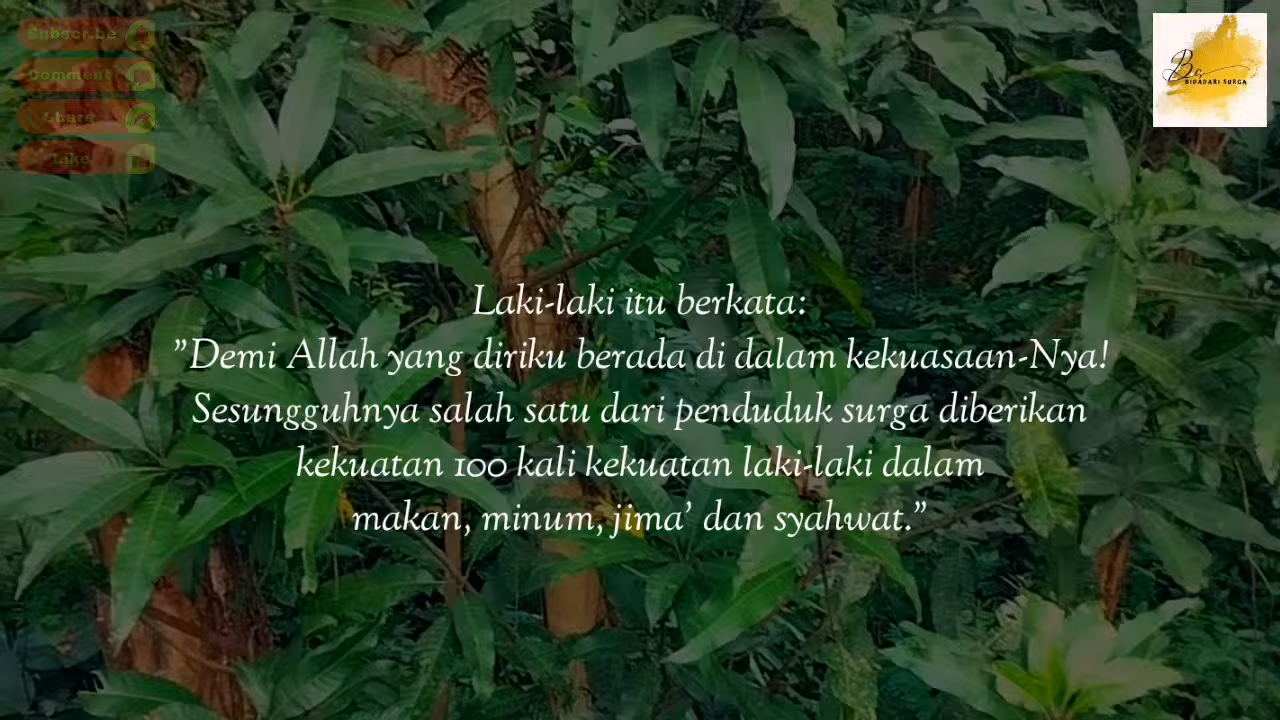 Subscribe
Comment
Share
Like
BIDADARI SURGA
Laki-laki itu berkata:
”Demi Allah yang diriku berada di dalam kekuasaan-Nya!
Sesungguhnya salah satu dari penduduk surga diberikan
kekuatan 100 kali kekuatan laki-laki dalam
makan, minum, jima’ dan syahwat.”